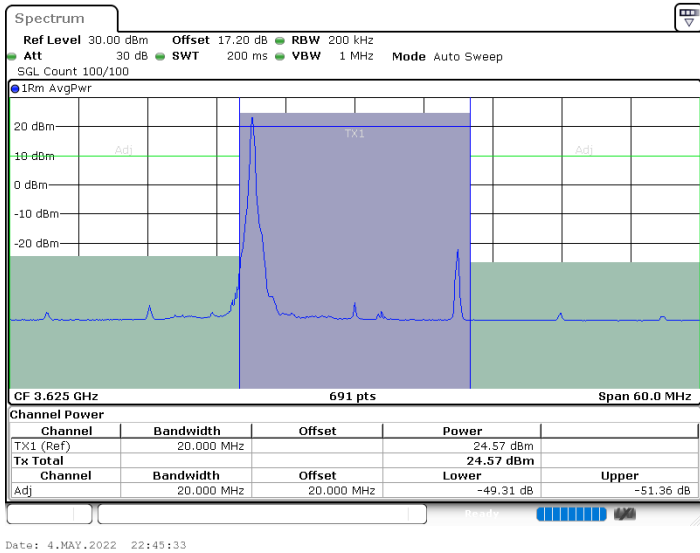 Spectrum
Ref Level 30.00 dBm Offset 17.20 dB RBW 200 kHz
Att 30 dB SWT 200 ms VBW 1 MHz Mode Auto Sweep
SGL Count 100/100
1Rm AvgPwr
20 dBm
TX1
Adj
Adj
10 dBm
0 dBm
-10 dBm
-20 dBm
CF 3.625 GHz 691 pts Span 60.0 MHz
Channel Power
Channel Bandwidth Offset Power
TX1 (Ref) 20.000 MHz 24.57 dBm
Tx Total 24.57 dBm
Channel Bandwidth Offset Lower Upper
Adj 20.000 MHz 20.000 MHz -49.31 dB -51.36 dB
Ready
Date: 4.MAY.2022 22:45:33